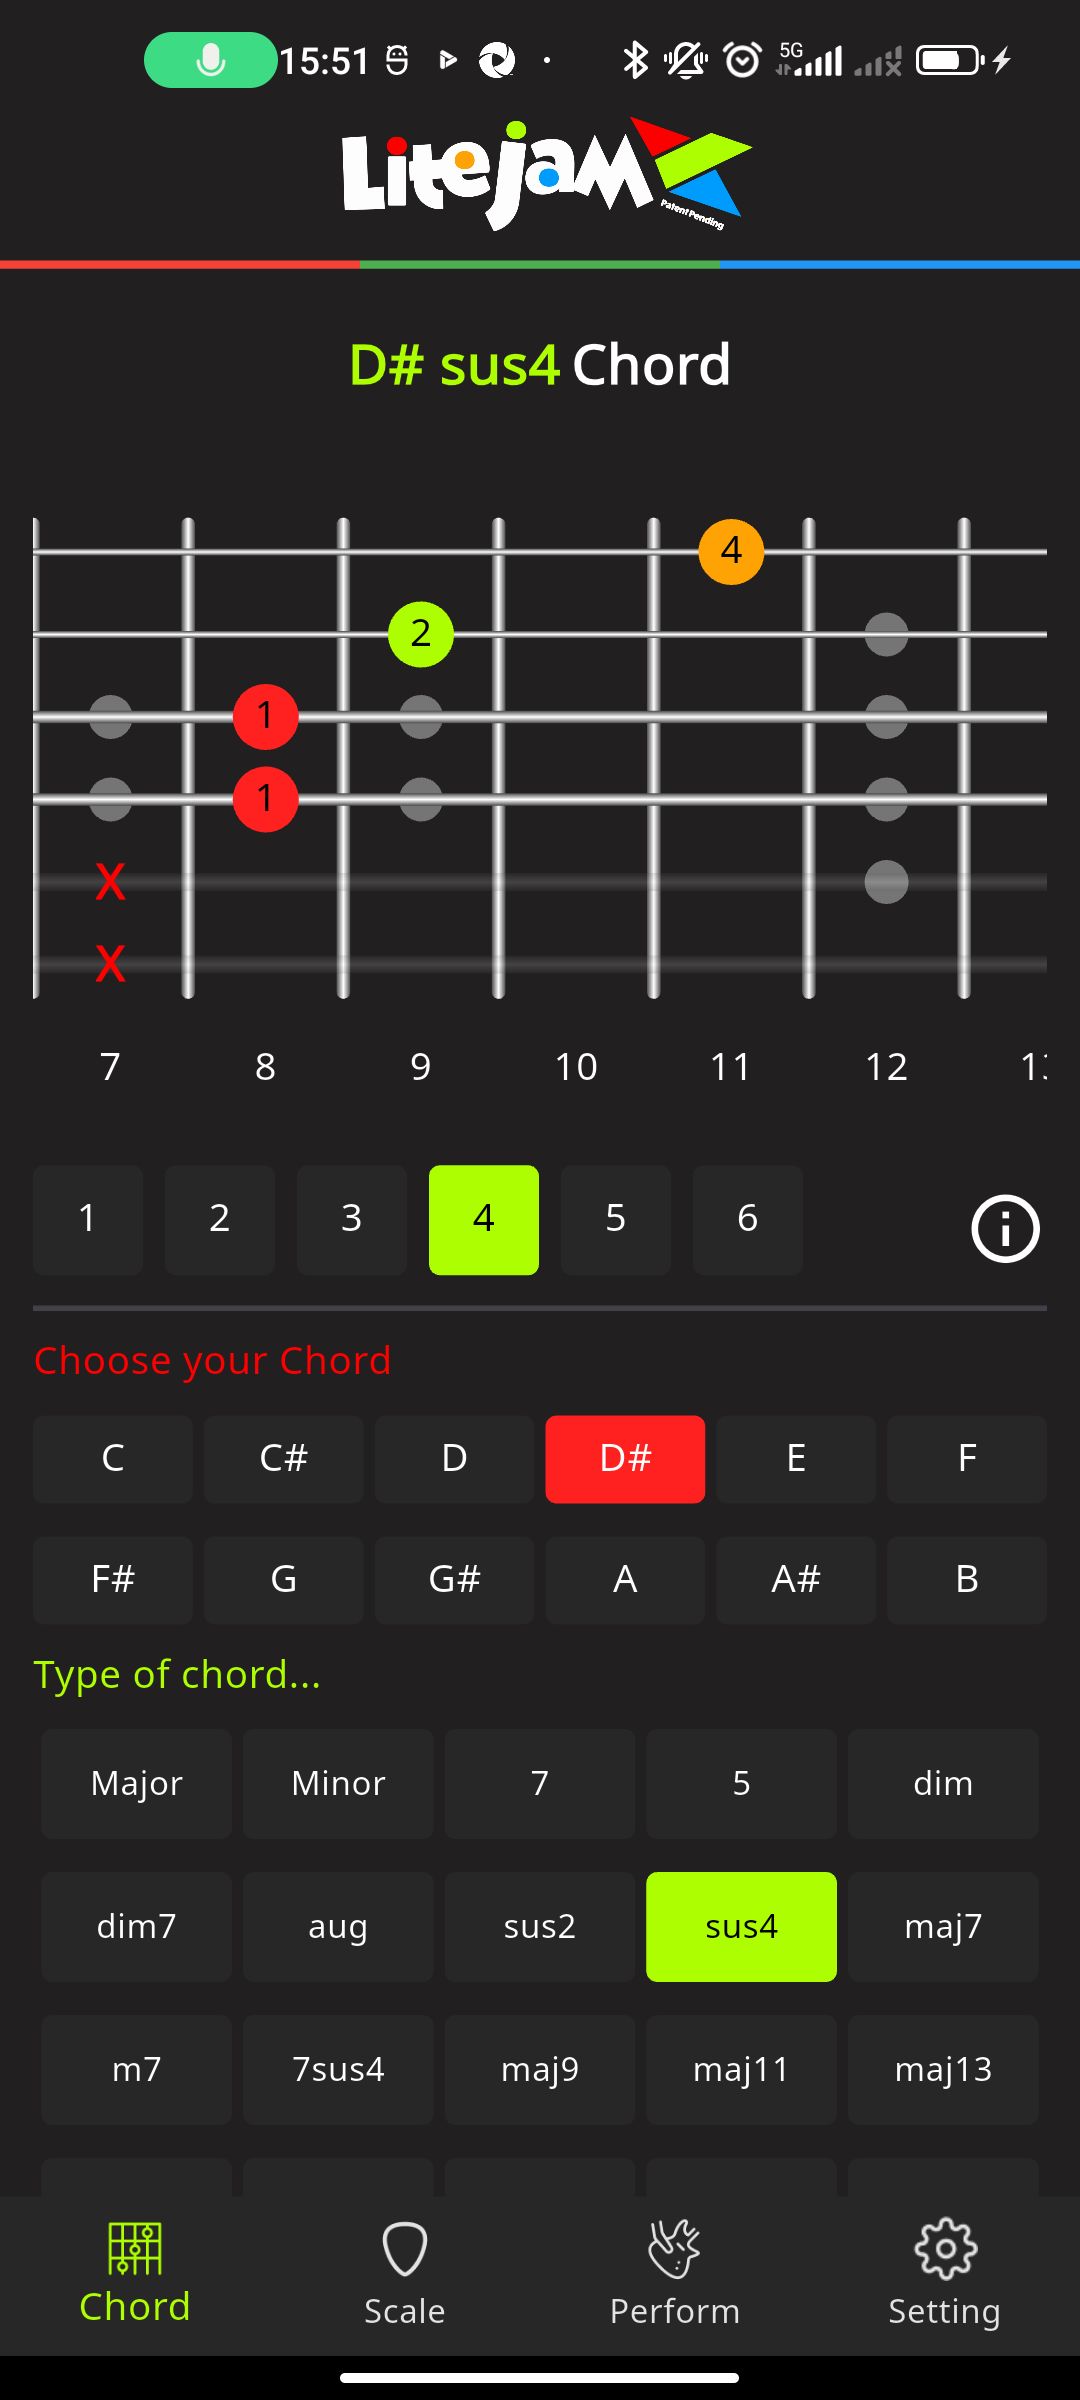 15:51 5G
Litejam
Patent Pending
D# sus4 Chord
4
2
1
1
X
X
7 8 9 10 11 12
1 2 3 4 5 6
Choose your Chord
C C# D D# E F
F# G G# A A# B
Type of chord...
Major Minor 7 5 dim
dim7 aug sus2 sus4 maj7
m7 7sus4 maj9 maj11 maj13
Chord Scale Perform Setting